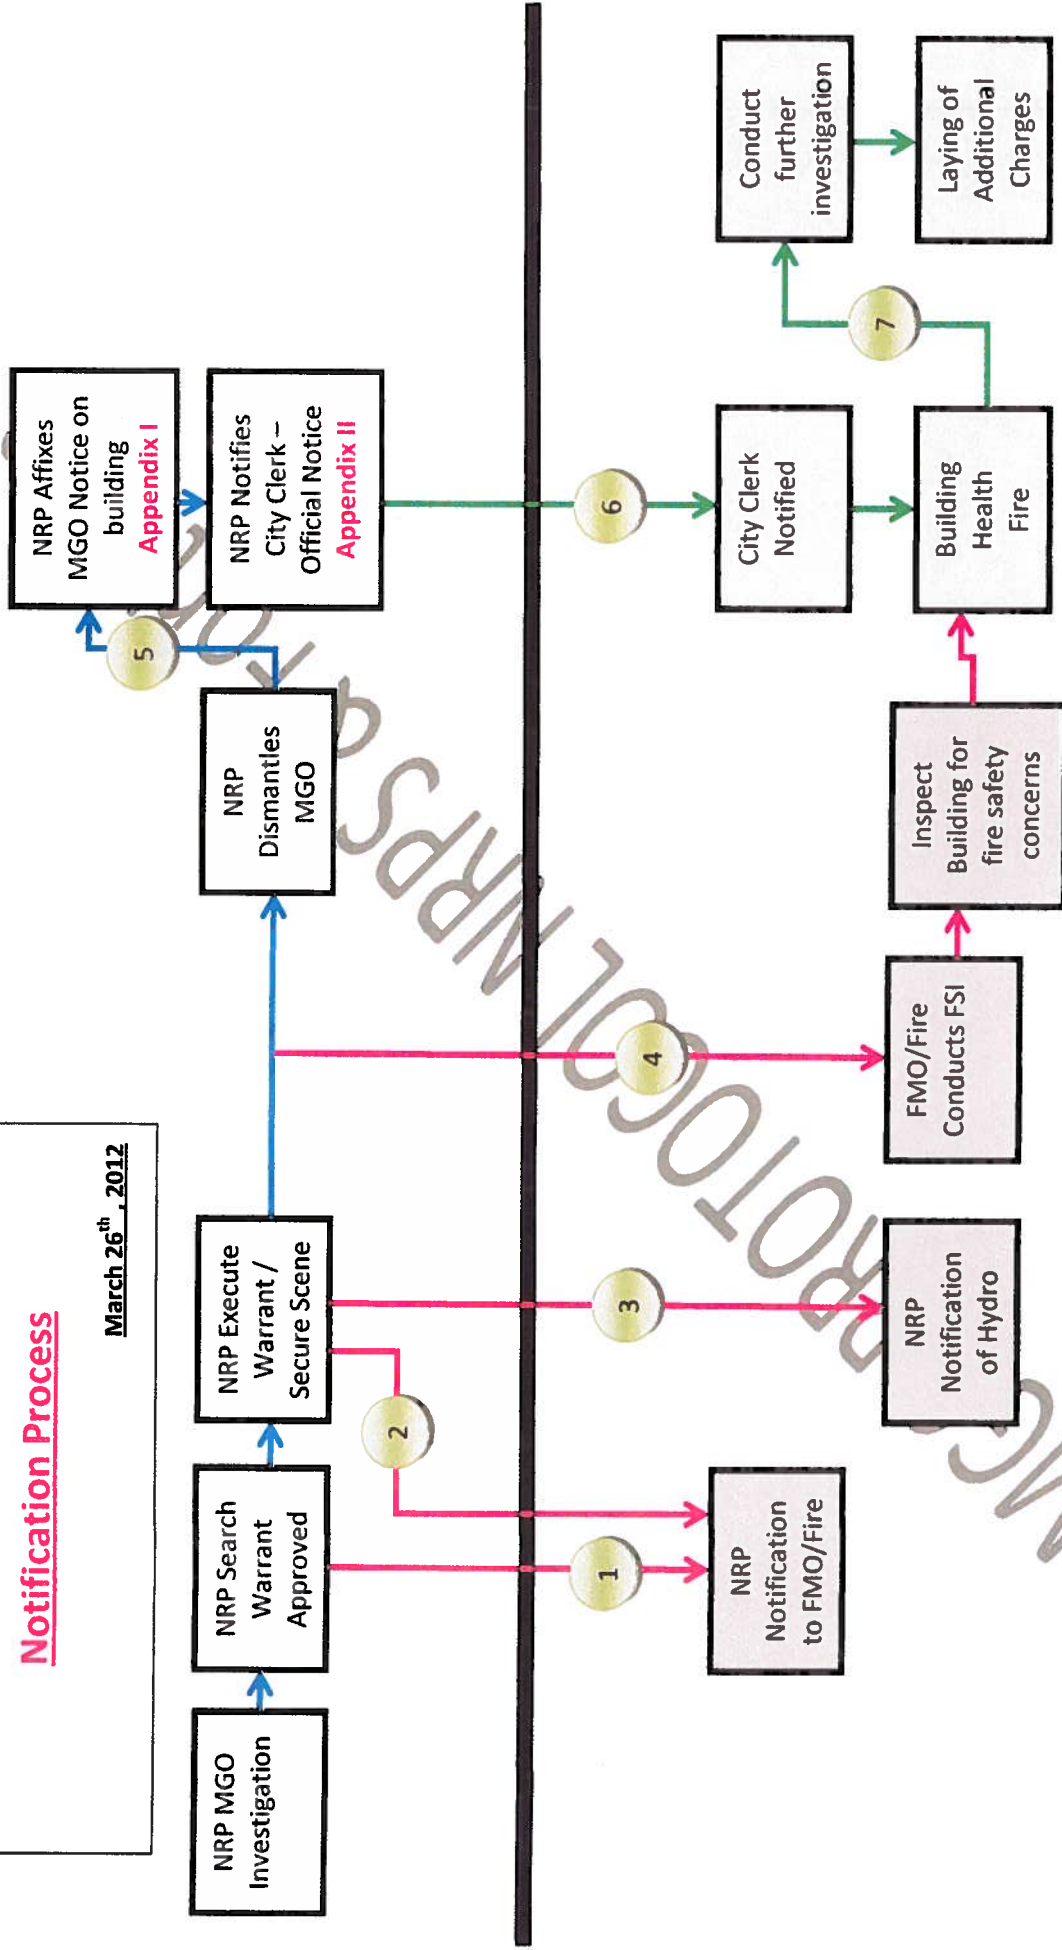 Notification Process
March 26th, 2012
NRP MGO
Investigation
NRP Search
Warrant
Approved
NRP Execute
Warrant /
Secure Scene
NRP
Dismantles
MGO
NRP Affixes
MGO Notice on
building
Appendix I
NRP Notifies
City Clerk –
Official Notice
Appendix II
1
2
3
4
5
6
7
NRP
Notification
to FMO/Fire
NRP
Notification
of Hydro
FMO/Fire
Conducts FSI
Inspect
Building for
fire safety
concerns
City Clerk
Notified
Building
Health
Fire
Conduct
further
investigation
Laying of
Additional
Charges
PROTOCOL NRPS &